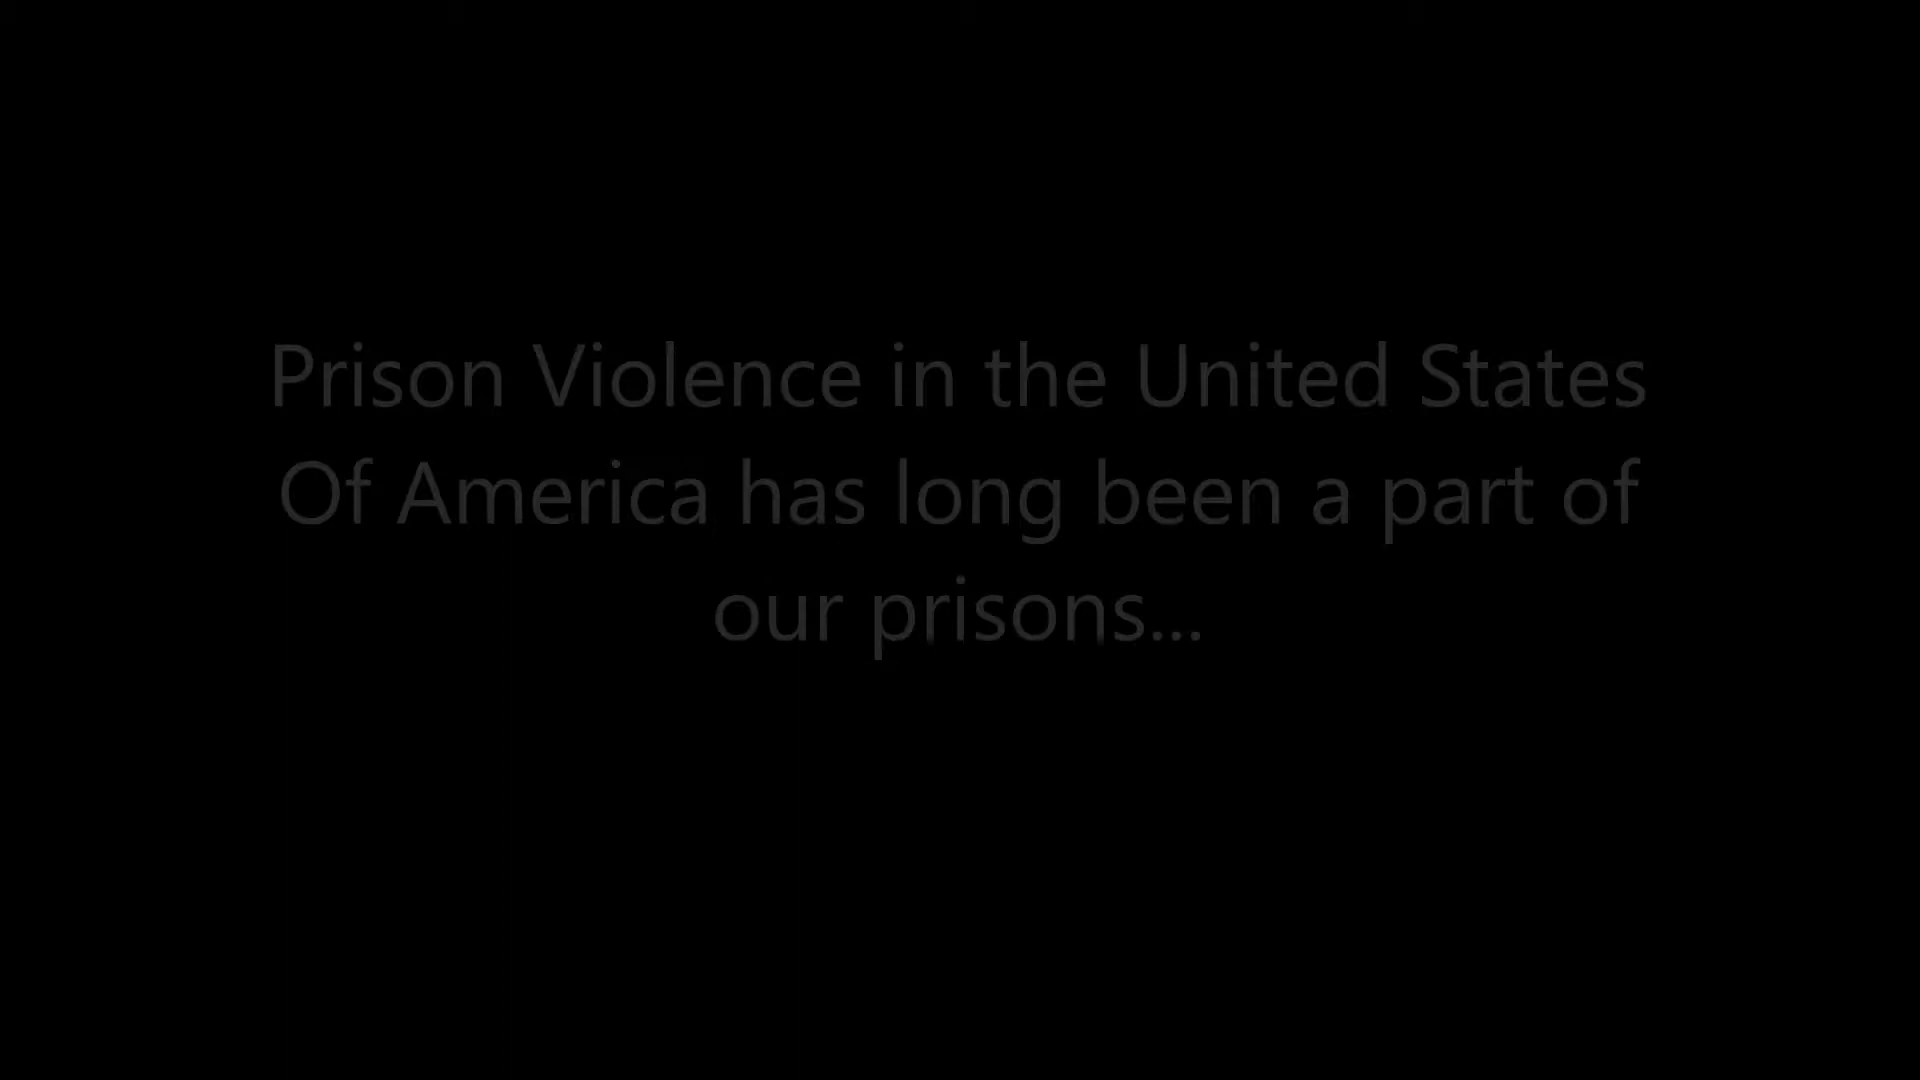 Prison Violence in the United States
Of America has long been a part of
our prisons...